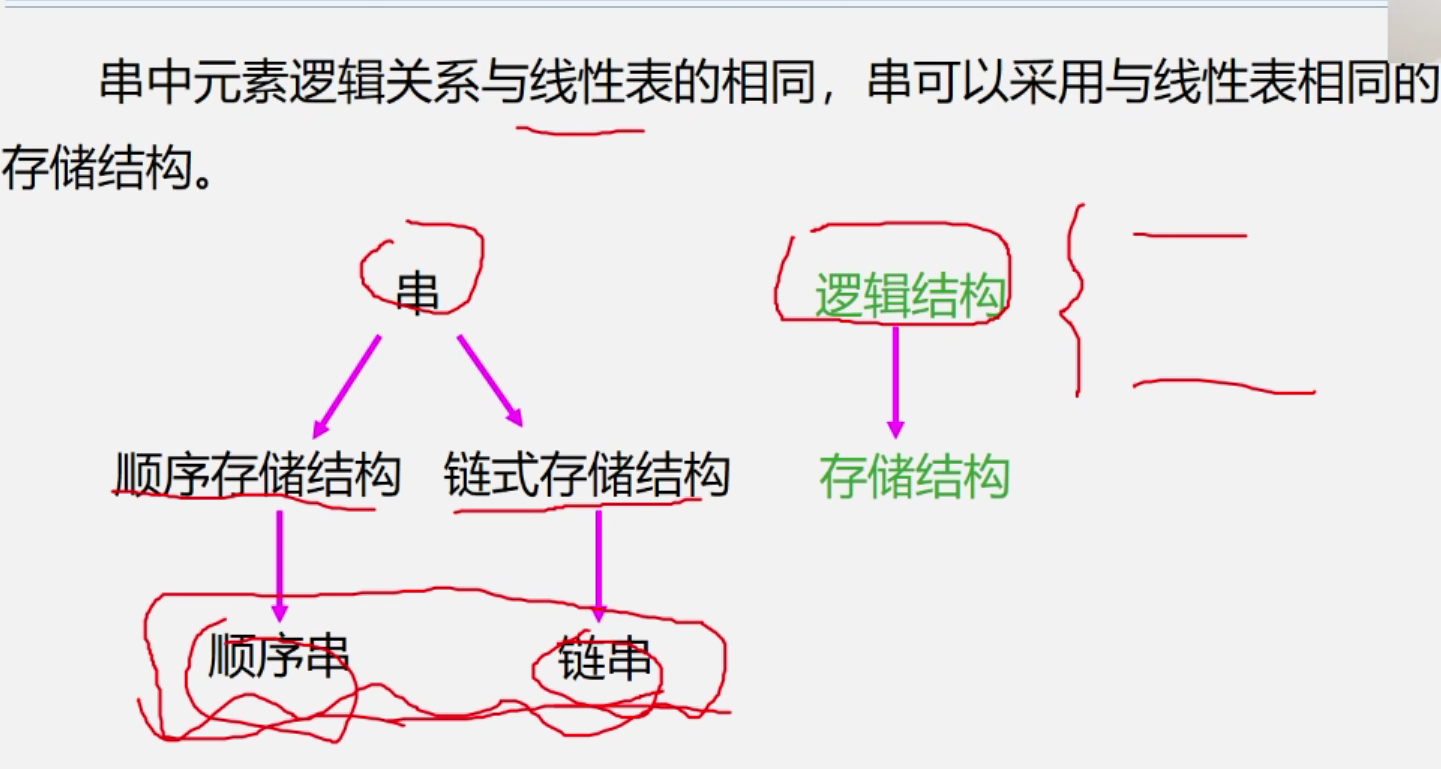 串中元素逻辑关系与线性表的相同，串可以采用与线性表相同的
存储结构。
串 逻辑结构
顺序存储结构 链式存储结构 存储结构
顺序串 链串